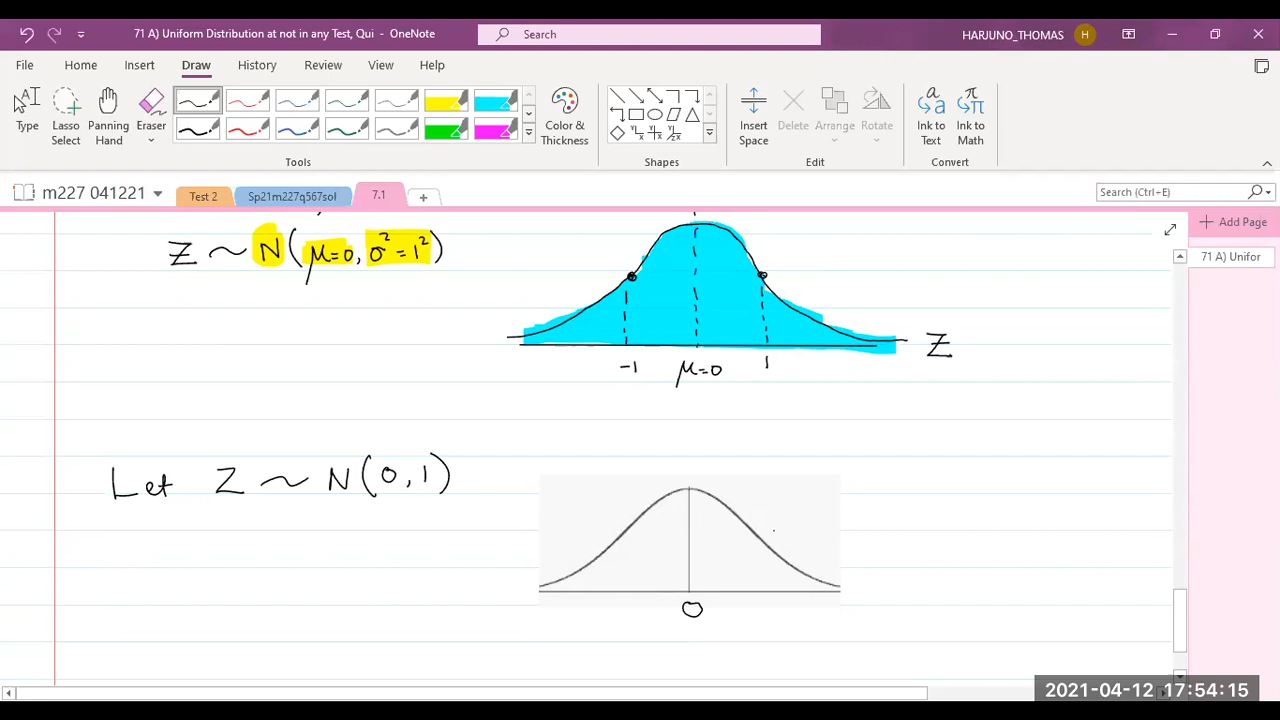 71 A) Uniform Distribution at not in any Test, Qui - OneNote
Search
HARJUNO_THOMAS
H
File Home Insert Draw History Review View Help
Type
Lasso Select
Panning Hand
Eraser
Color & Thickness
Insert Space
Delete
Arrange
Rotate
Ink to Text
Ink to Math
Tools
Shapes
Edit
Convert
m227 041221
Test 2
Sp21m227q567sol
7.1
Search (Ctrl+E)
Add Page
71 A) Unifor
Z ~ N(μ=0, σ²=1²)
Z
-1 μ=0 1
Let Z ~ N(0,1)
0
2021-04-12 17:54:15